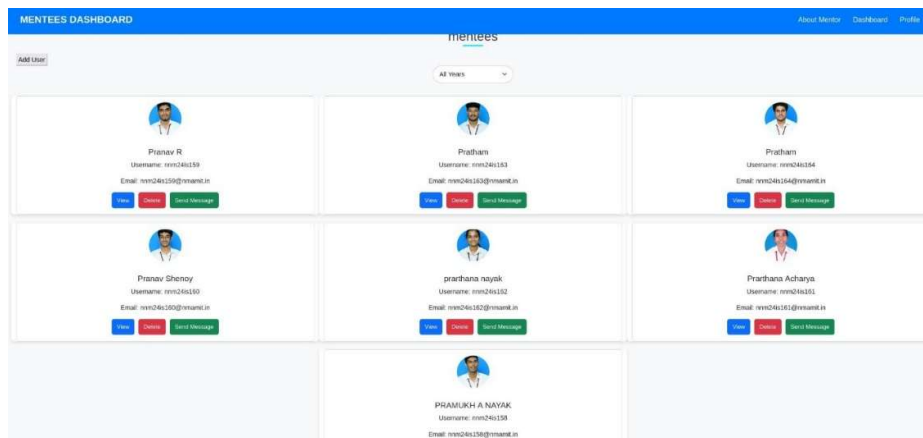 MENTEES DASHBOARD About Mentor Dashboard Profile
mentees
Add User
All Years
Pranav R
Username: nnm24is159
Email: nnm24is159@nmamit.in
View Delete Send Message
Pratham
Username: nnm24is163
Email: nnm24is163@nmamit.in
View Delete Send Message
Pratham
Username: nnm24is164
Email: nnm24is164@nmamit.in
View Delete Send Message
Pranav Shenoy
Username: nnm24is160
Email: nnm24is160@nmamit.in
View Delete Send Message
prarthana nayak
Username: nnm24is162
Email: nnm24is162@nmamit.in
View Delete Send Message
Prarthana Acharya
Username: nnm24is161
Email: nnm24is161@nmamit.in
View Delete Send Message
PRAMUKH A NAYAK
Username: nnm24is158
Email: nnm24is158@nmamit.in